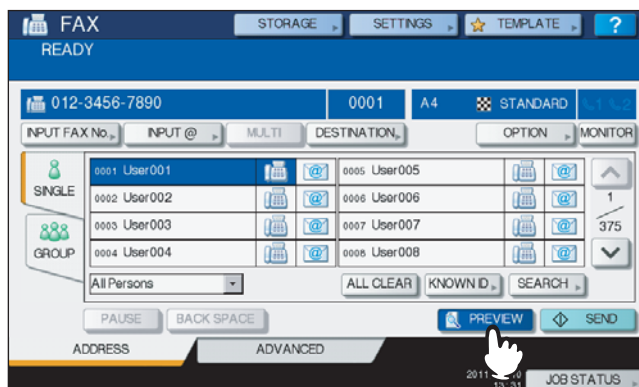 FAX STORAGE SETTINGS TEMPLATE ?
READY
012-3456-7890 0001 A4 STANDARD
INPUT FAX No. INPUT @ MULTI DESTINATION OPTION MONITOR
SINGLE
GROUP
0001 User001 @ 0005 User005 @
0002 User002 @ 0006 User006 @
0003 User003 @ 0007 User007 @
0004 User004 @ 0008 User008 @
1
375
All Persons ALL CLEAR KNOWN ID SEARCH
PAUSE BACK SPACE PREVIEW SEND
ADDRESS ADVANCED
2011
JOB STATUS